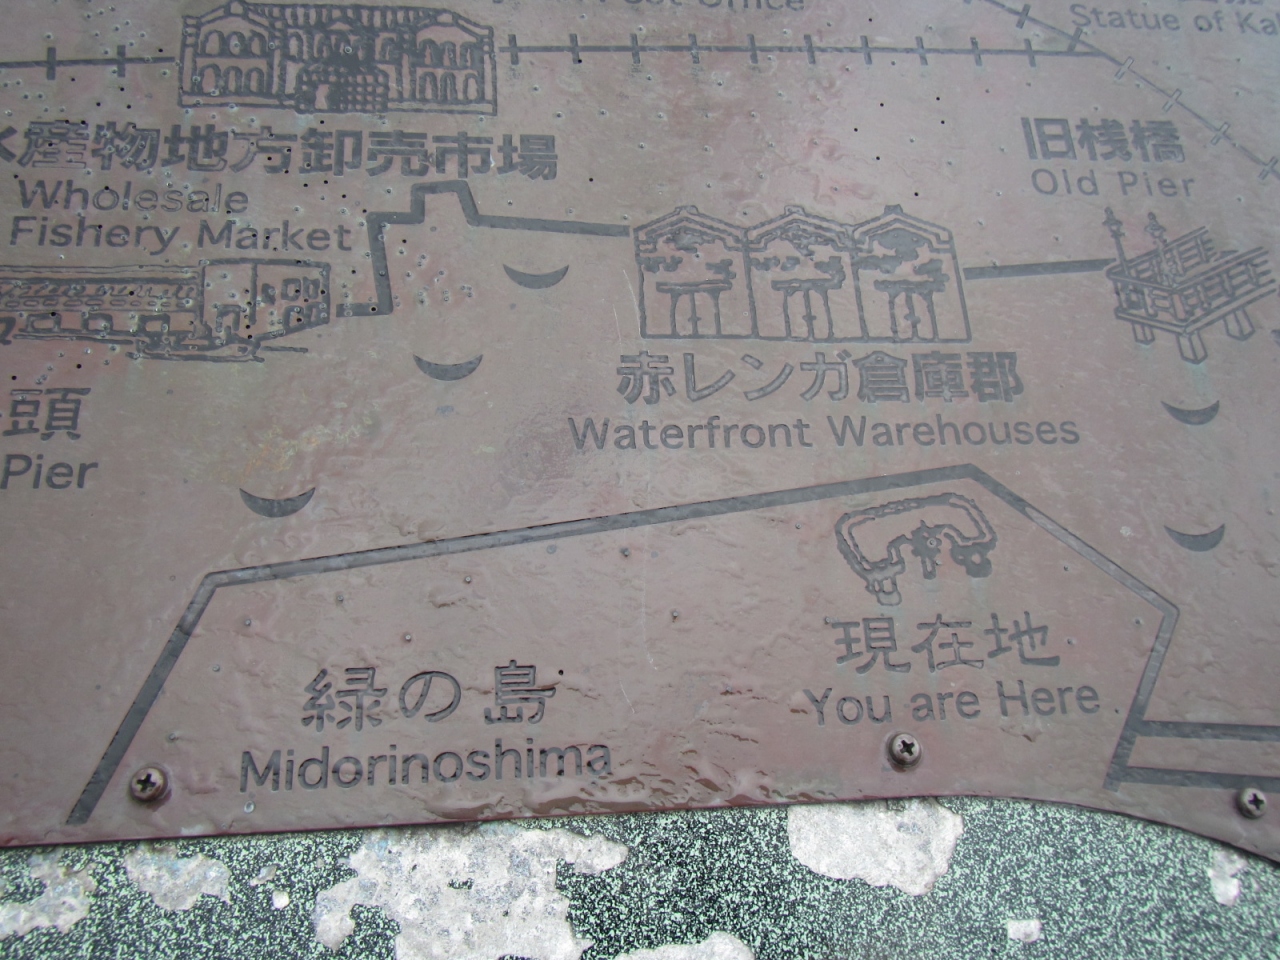 Post Office
Statue of Ka
水産物地方卸売市場
Wholesale
Fishery Market
旧桟橋
Old Pier
頭
Pier
赤レンガ倉庫郡
Waterfront Warehouses
現在地
You are Here
緑の島
Midorinoshima